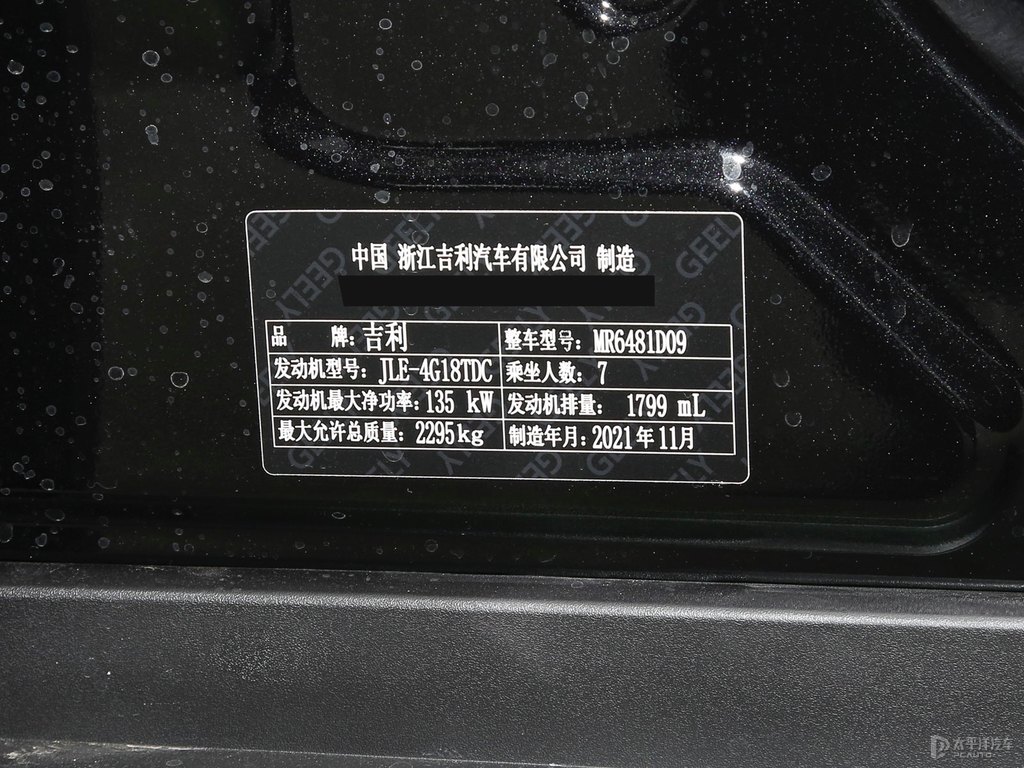 中国 浙江吉利汽车有限公司 制造
品 牌: 吉利 整车型号: MR6481D09
发动机型号: JLE-4G18TDC 乘坐人数: 7
发动机最大净功率: 135 kW 发动机排量: 1799 mL
最大允许总质量: 2295kg 制造年月: 2021年11月
GEELY GEELY GEELY GEELY
太平洋汽车
PCAUTO